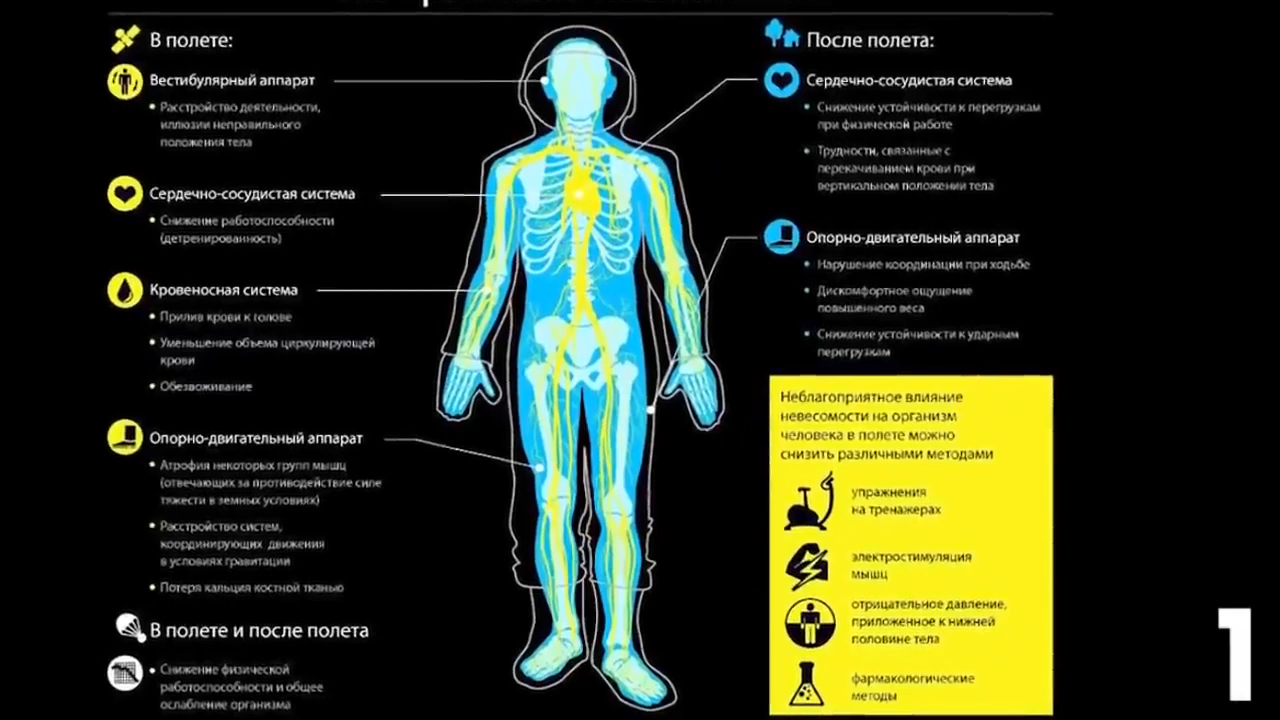 В полете:
Вестибулярный аппарат
• Расстройство деятельности,
иллюзии неправильного
положения тела
Сердечно-сосудистая система
• Снижение работоспособности
(детренированность)
Кровеносная система
• Прилив крови к голове
• Уменьшение объема циркулирующей
крови
• Обезвоживание
Опорно-двигательный аппарат
• Атрофия некоторых групп мышц
(отвечающих за противодействие силе
тяжести в земных условиях)
• Расстройство систем,
координирующих движения
в условиях гравитации
• Потеря кальция костной тканью
В полете и после полета
• Снижение физической
работоспособности и общее
ослабление организма
После полета:
Сердечно-сосудистая система
• Снижение устойчивости к перегрузкам
при физической работе
• Трудности, связанные с
перекачиванием крови при
вертикальном положении тела
Опорно-двигательный аппарат
• Нарушение координации при ходьбе
• Дискомфортное ощущение
повышенного веса
• Снижение устойчивости к ударным
перегрузкам
Неблагоприятное влияние
невесомости на организм
человека в полете можно
снизить различными методами
упражнения
на тренажерах
электростимуляция
мышц
отрицательное давление,
приложенное к нижней
половине тела
фармакологические
методы
1